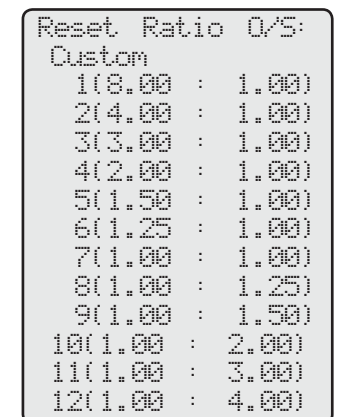 Reset Ratio O/S:
Custom
1(8.00 : 1.00)
2(4.00 : 1.00)
3(3.00 : 1.00)
4(2.00 : 1.00)
5(1.50 : 1.00)
6(1.25 : 1.00)
7(1.00 : 1.00)
8(1.00 : 1.25)
9(1.00 : 1.50)
10(1.00 : 2.00)
11(1.00 : 3.00)
12(1.00 : 4.00)